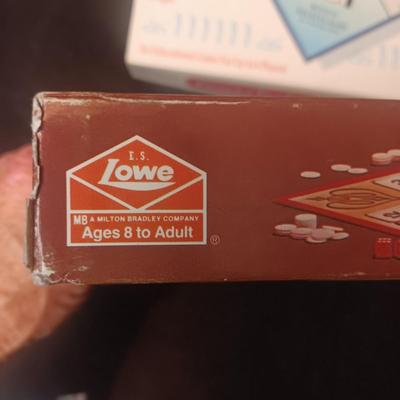 E.S.
Lowe
MB A MILTON BRADLEY COMPANY
Ages 8 to Adult
®